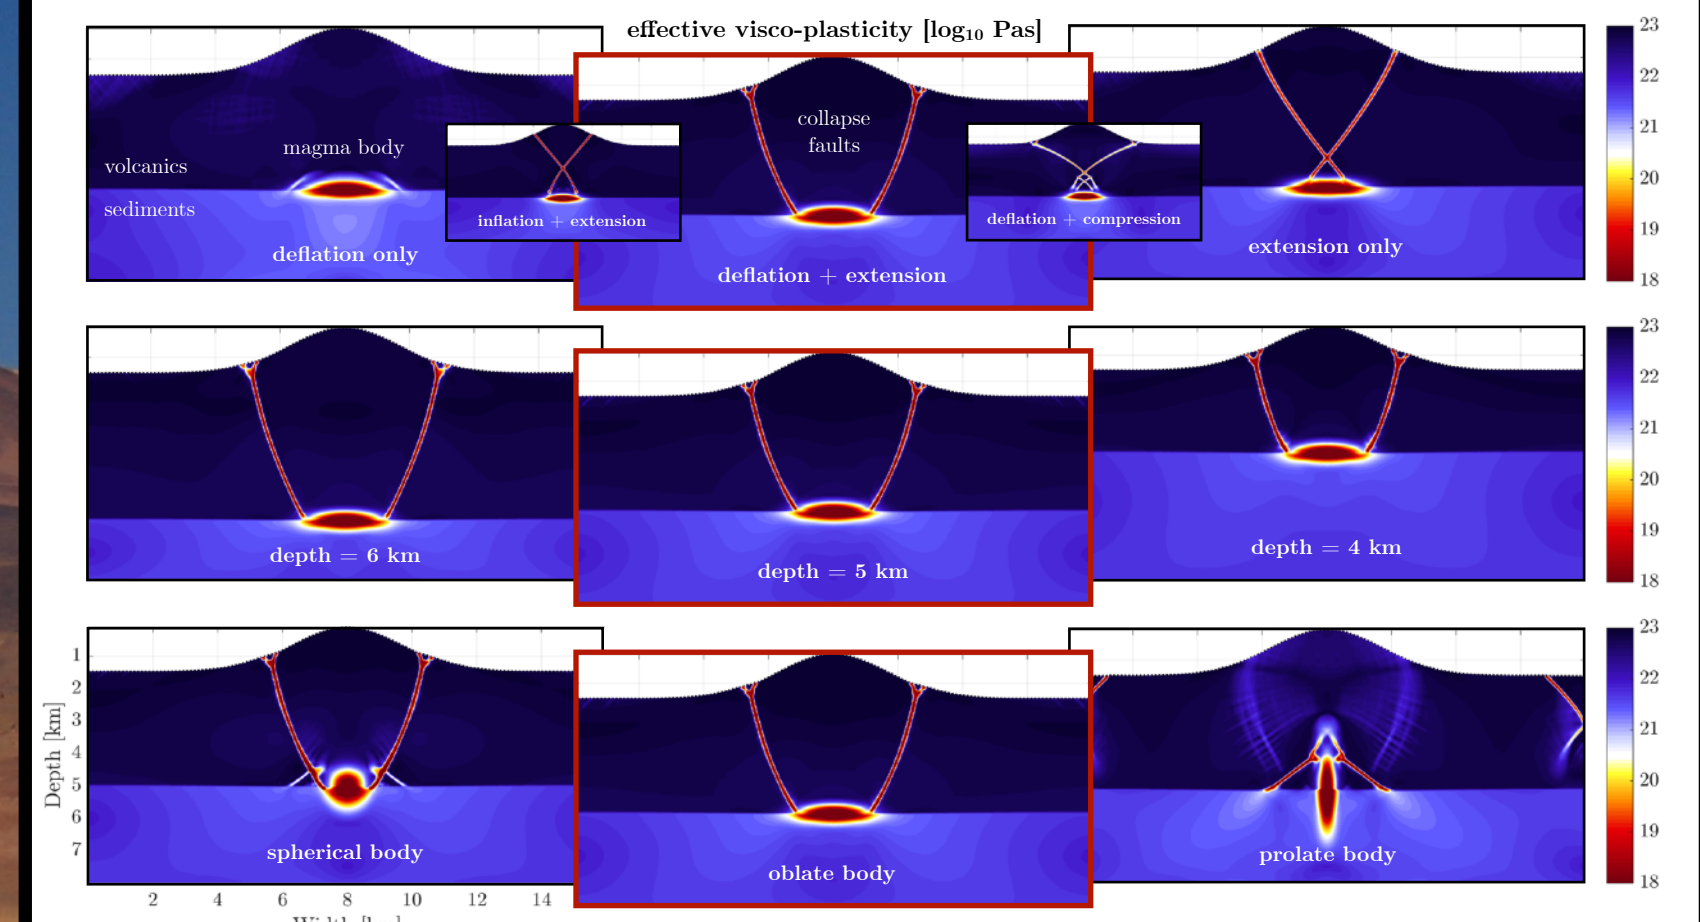 effective visco-plasticity [log₁₀ Pas]
volcanics
magma body
sediments
deflation only
inflation + extension
collapse
faults
deflation + extension
deflation + compression
extension only
23
22
21
20
19
18
depth = 6 km
depth = 5 km
depth = 4 km
23
22
21
20
19
18
Depth [km]
1
2
3
4
5
6
7
spherical body
oblate body
prolate body
23
22
21
20
19
18
2
4
6
8
10
12
14
Width [km]